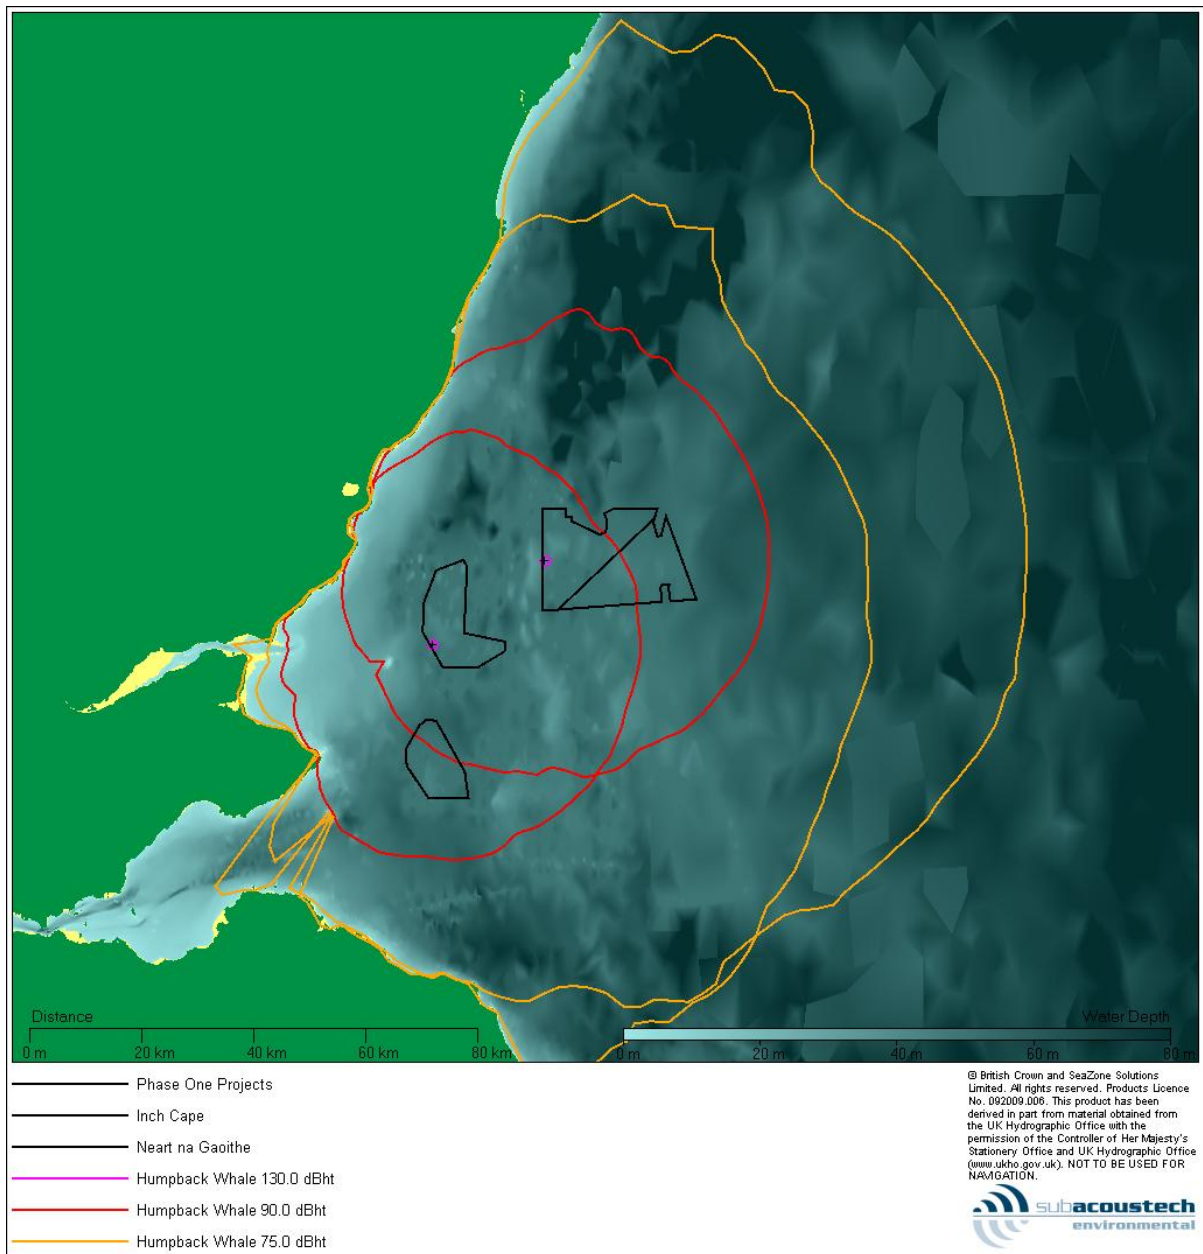 Distance
Water Depth
0 m 20 km 40 km 60 km 80 km
0 m 20 m 40 m 60 m 80 m
Phase One Projects
Inch Cape
Neart na Gaoithe
Humpback Whale 130.0 dBht
Humpback Whale 90.0 dBht
Humpback Whale 75.0 dBht
© British Crown and SeaZone Solutions
Limited. All rights reserved. Products Licence
No. 092009.006. This product has been
derived in part from material obtained from
the UK Hydrographic Office with the
permission of the Controller of Her Majesty's
Stationery Office and UK Hydrographic Office
(www.ukho.gov.uk). NOT TO BE USED FOR
NAVIGATION.
subacoustech
environmental